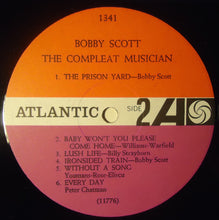 1341
BOBBY SCOTT
THE COMPLEAT MUSICIAN
1. THE PRISON YARD—Bobby Scott
ATLANTIC SIDE 2
2. BABY WON'T YOU PLEASE
COME HOME—William-Warfield
3. LUSH LIFE—Billy Strayhorn
4. IRONSIDED TRAIN—Bobby Scott
5. WITHOUT A SONG
Youmans-Rose-Eliscu
6. EVERY DAY
Peter Chatman
(11776)